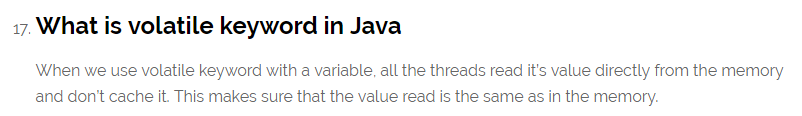 17. What is volatile keyword in Java
When we use volatile keyword with a variable, all the threads read it's value directly from the memory
and don't cache it. This makes sure that the value read is the same as in the memory.